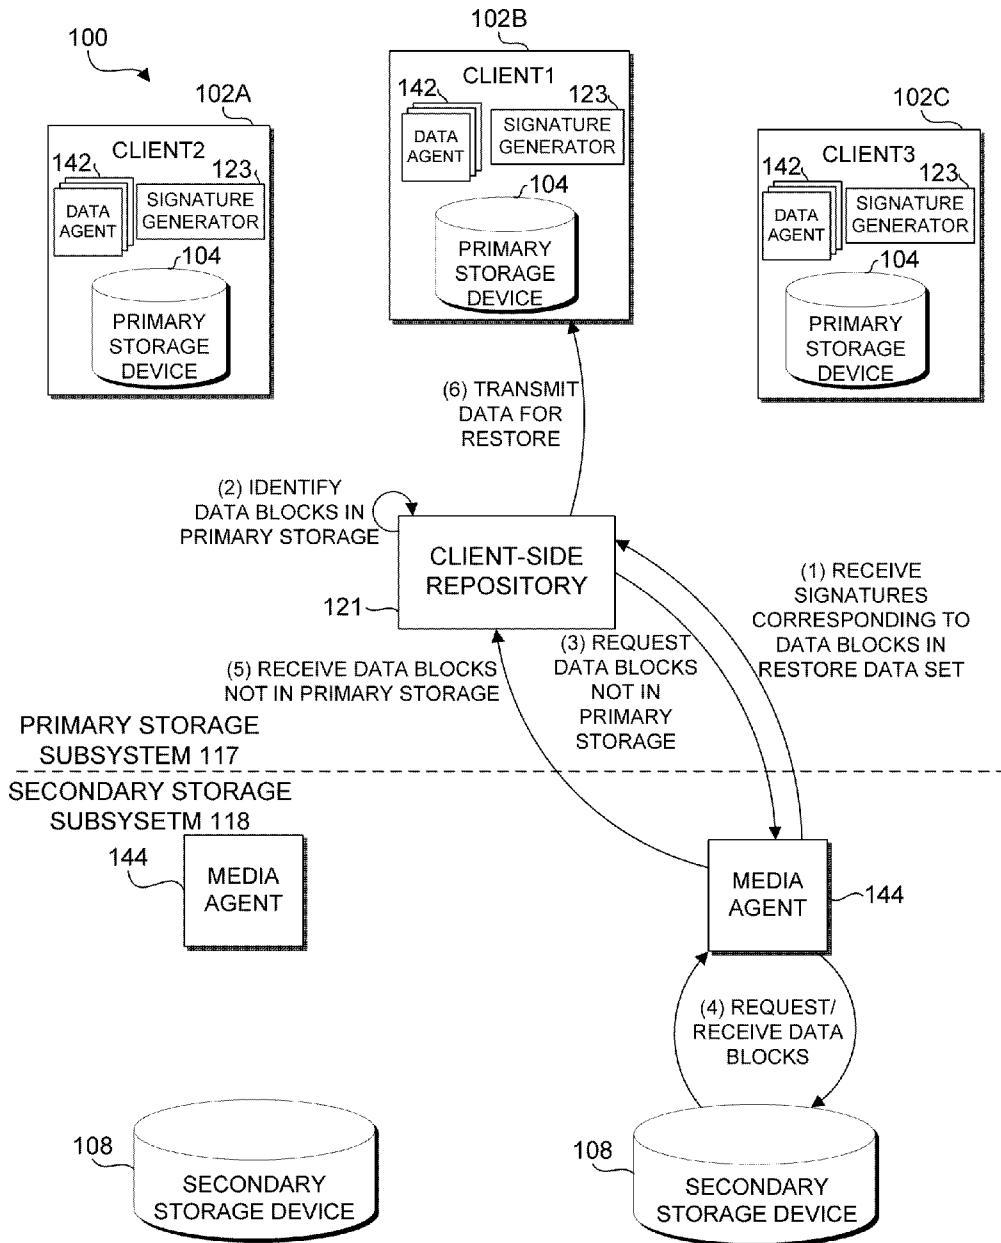 100
102B
CLIENT1
142
123
DATA
AGENT
SIGNATURE
GENERATOR
104
PRIMARY
STORAGE
DEVICE
102A
CLIENT2
142
123
DATA
AGENT
SIGNATURE
GENERATOR
104
PRIMARY
STORAGE
DEVICE
102C
CLIENT3
142
123
DATA
AGENT
SIGNATURE
GENERATOR
104
PRIMARY
STORAGE
DEVICE
(6) TRANSMIT
DATA FOR
RESTORE
(2) IDENTIFY
DATA BLOCKS IN
PRIMARY STORAGE
CLIENT-SIDE
REPOSITORY
121
(1) RECEIVE
SIGNATURES
CORRESPONDING TO
DATA BLOCKS IN
RESTORE DATA SET
(3) REQUEST
DATA BLOCKS
NOT IN
PRIMARY
STORAGE
(5) RECEIVE DATA BLOCKS
NOT IN PRIMARY STORAGE
PRIMARY STORAGE
SUBSYSTEM 117
SECONDARY STORAGE
SUBSYSETM 118
144
MEDIA
AGENT
MEDIA
AGENT
144
(4) REQUEST/
RECEIVE DATA
BLOCKS
108
SECONDARY
STORAGE DEVICE
108
SECONDARY
STORAGE DEVICE